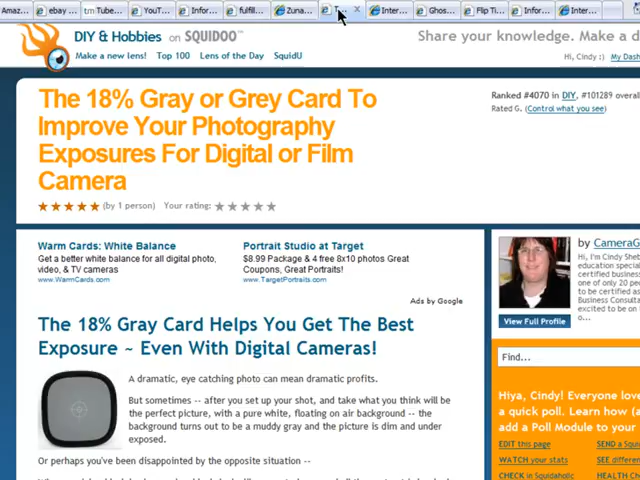 Amaz... ebay ... tm Tube... YouT... Infor... fulfill... Zuna... T... Inter... Ghos... Flip Ti... Infor... Inter...
DIY & Hobbies on SQUIDOO™
Share your knowledge. Make a d
Make a new lens! Top 100 Lens of the Day SquidU
Hi, Cindy :) My Dash
The 18% Gray or Grey Card To
Improve Your Photography
Exposures For Digital or Film
Camera
Ranked #4070 in DIY, #101289 overal
Rated G. (Control what you see)
(by 1 person) Your rating:
Warm Cards: White Balance
Get a better white balance for all digital photo,
video, & TV cameras
www.WarmCards.com
Portrait Studio at Target
$8.99 Package & 4 free 8x10 photos Great
Coupons, Great Portraits!
www.TargetPortraits.com
Ads by Google
by CameraG
Hi, I'm Cindy Sheb
education special
certified business
one of only 20 pe
to be certified as
Business Consulta
excited to be on
o...
View Full Profile
The 18% Gray Card Helps You Get The Best
Exposure ~ Even With Digital Cameras!
A dramatic, eye catching photo can mean dramatic profits.
But sometimes -- after you set up your shot, and take what you think will be
the perfect picture, with a pure white, floating on air background -- the
background turns out to be a muddy gray and the picture is dim and under
exposed.
Or perhaps you've been disappointed by the opposite situation --
Find...
Hiya, Cindy! Everyone love
a quick poll. Learn how (a
add a Poll Module to your
EDIT this page
SEND a Squi
WATCH your stats
SEE differen
CHECK in Squidaholic
HEALTH Ch